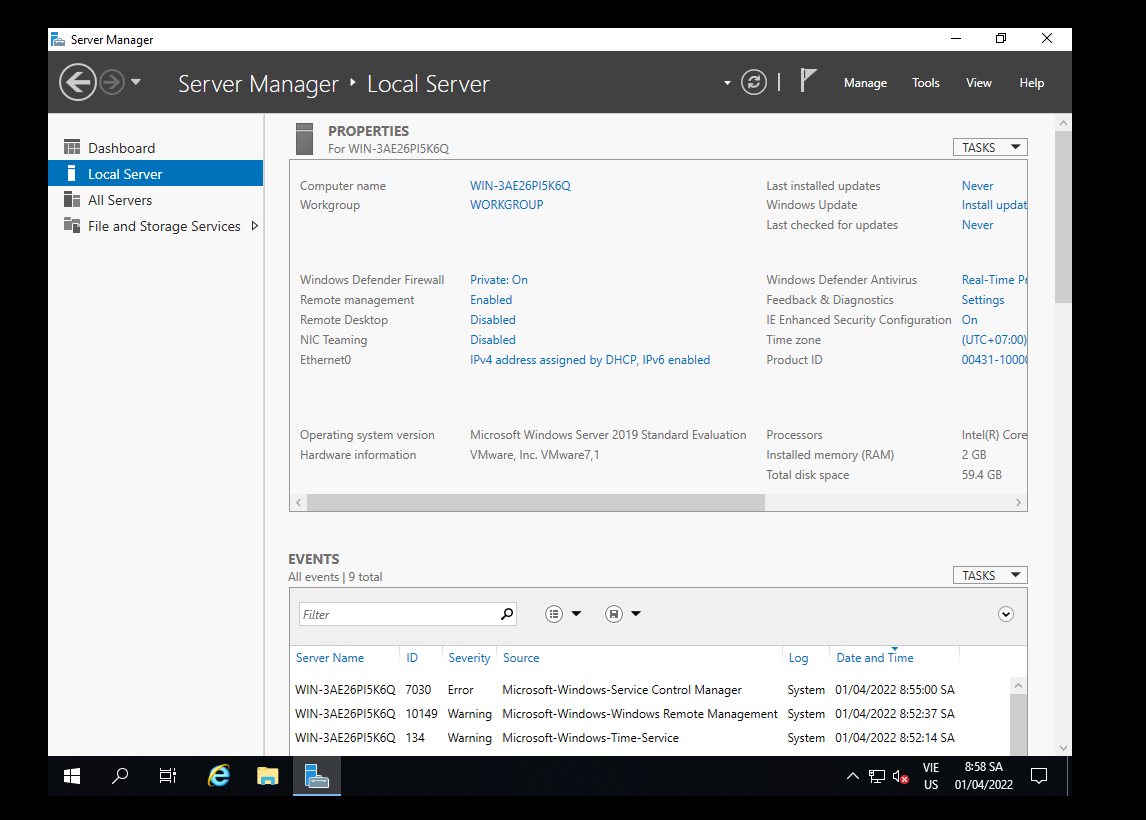 Server Manager
Server Manager Local Server
Manage Tools View Help
Dashboard
Local Server
All Servers
File and Storage Services
PROPERTIES
For WIN-3AE26PI5K6Q
TASKS
Computer name WIN-3AE26PI5K6Q Last installed updates Never
Workgroup WORKGROUP Windows Update Install updat
Last checked for updates Never
Windows Defender Firewall Private: On Windows Defender Antivirus Real-Time Pr
Remote management Enabled Feedback & Diagnostics Settings
Remote Desktop Disabled IE Enhanced Security Configuration On
NIC Teaming Disabled Time zone (UTC+07:00)
Ethernet0 IPv4 address assigned by DHCP, IPv6 enabled Product ID 00431-1000
Operating system version Microsoft Windows Server 2019 Standard Evaluation Processors Intel(R) Core
Hardware information VMware, Inc. VMware7,1 Installed memory (RAM) 2 GB
Total disk space 59.4 GB
EVENTS
All events | 9 total
TASKS
Filter
Server Name ID Severity Source Log Date and Time
WIN-3AE26PI5K6Q 7030 Error Microsoft-Windows-Service Control Manager System 01/04/2022 8:55:00 SA
WIN-3AE26PI5K6Q 10149 Warning Microsoft-Windows-Windows Remote Management System 01/04/2022 8:52:37 SA
WIN-3AE26PI5K6Q 134 Warning Microsoft-Windows-Time-Service System 01/04/2022 8:52:14 SA
VIE 8:58 SA
US 01/04/2022